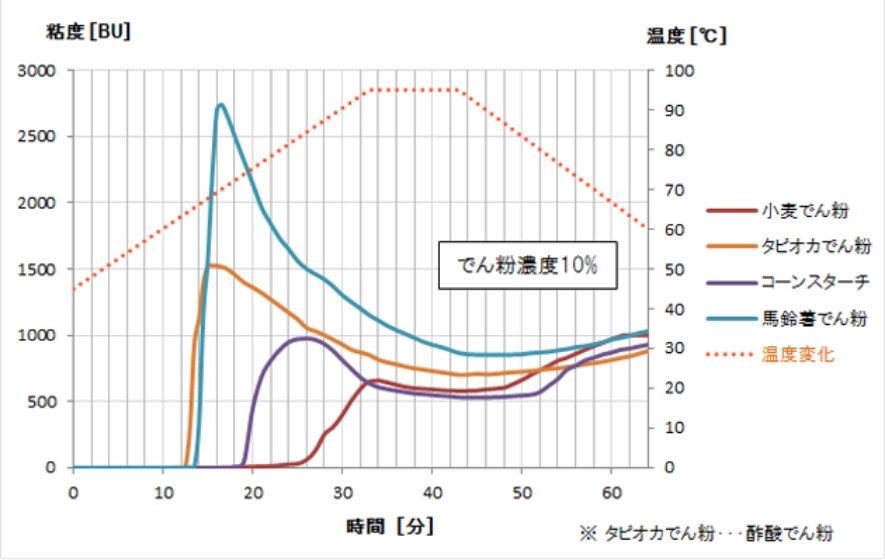 粘度[BU]
温度[℃]
3000
2500
2000
1500
1000
500
0
100
90
80
70
60
50
40
30
20
10
0
0
10
20
30
40
50
60
時間 [分]
でん粉濃度10%
小麦でん粉
タピオカでん粉
コーンスターチ
馬鈴薯でん粉
温度変化
※ タピオカでん粉・・・酢酸でん粉